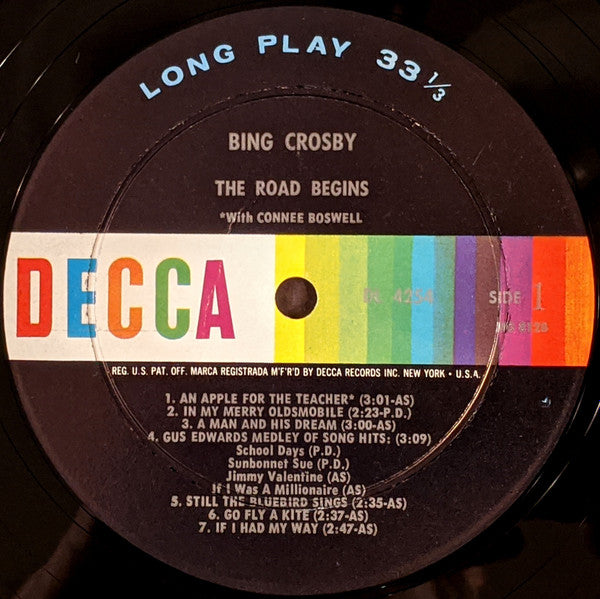 LONG PLAY 33 1/3
BING CROSBY
THE ROAD BEGINS
*With CONNEE BOSWELL
DECCA
DL 4254
SIDE 1
REG. U.S. PAT. OFF. MARCA REGISTRADA M'F'R'D BY DECCA RECORDS INC. NEW YORK • U.S.A.
1. AN APPLE FOR THE TEACHER* (3:01-AS)
2. IN MY MERRY OLDSMOBILE (2:23-P.D.)
3. A MAN AND HIS DREAM (3:00-AS)
4. GUS EDWARDS MEDLEY OF SONG HITS: (3:09)
School Days (P.D.)
Sunbonnet Sue (P.D.)
Jimmy Valentine (AS)
If I Was A Millionaire (AS)
5. STILL THE BLUEBIRD SINGS (2:35-AS)
6. GO FLY A KITE (2:37-AS)
7. IF I HAD MY WAY (2:47-AS)